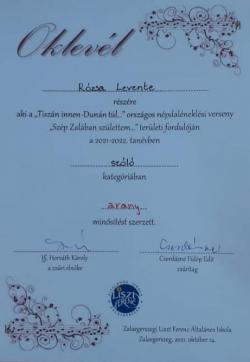 Oklevél
Rózsa Levente
részére
aki a „Tiszán innen-Dunán túl..." országos népdaléneklési verseny
„Szép Zalában születtem..." területi fordulóján
a 2021-2022. tanévben
szóló
kategóriában
arany
minősítést szerzett.
ifj. Horváth Károly
a zsűri elnöke
Cserdásné Fülöp Edit
zsűritag
LISZT
FERENC
Zalaegerszegi Liszt Ferenc Általános Iskola
Zalaegerszeg, 2021. október 14.